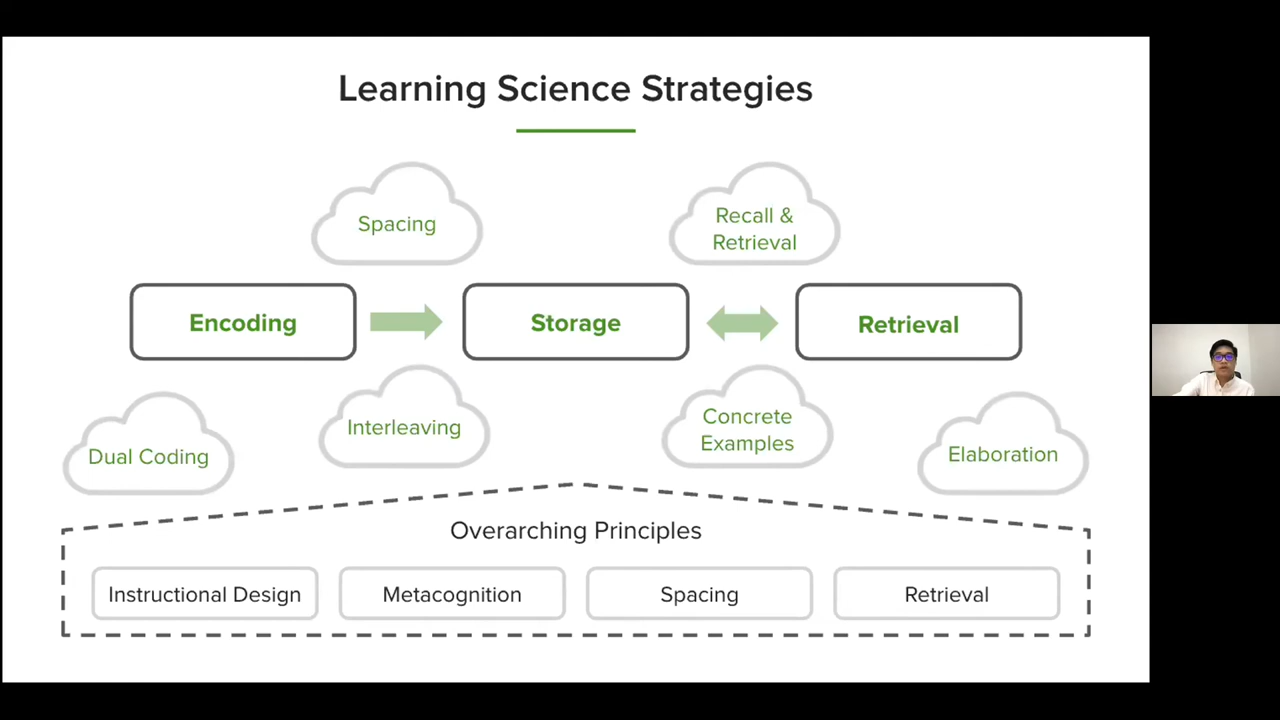 Learning Science Strategies
Spacing
Recall &
Retrieval
Encoding
Storage
Retrieval
Dual Coding
Interleaving
Concrete
Examples
Elaboration
Overarching Principles
Instructional Design
Metacognition
Spacing
Retrieval